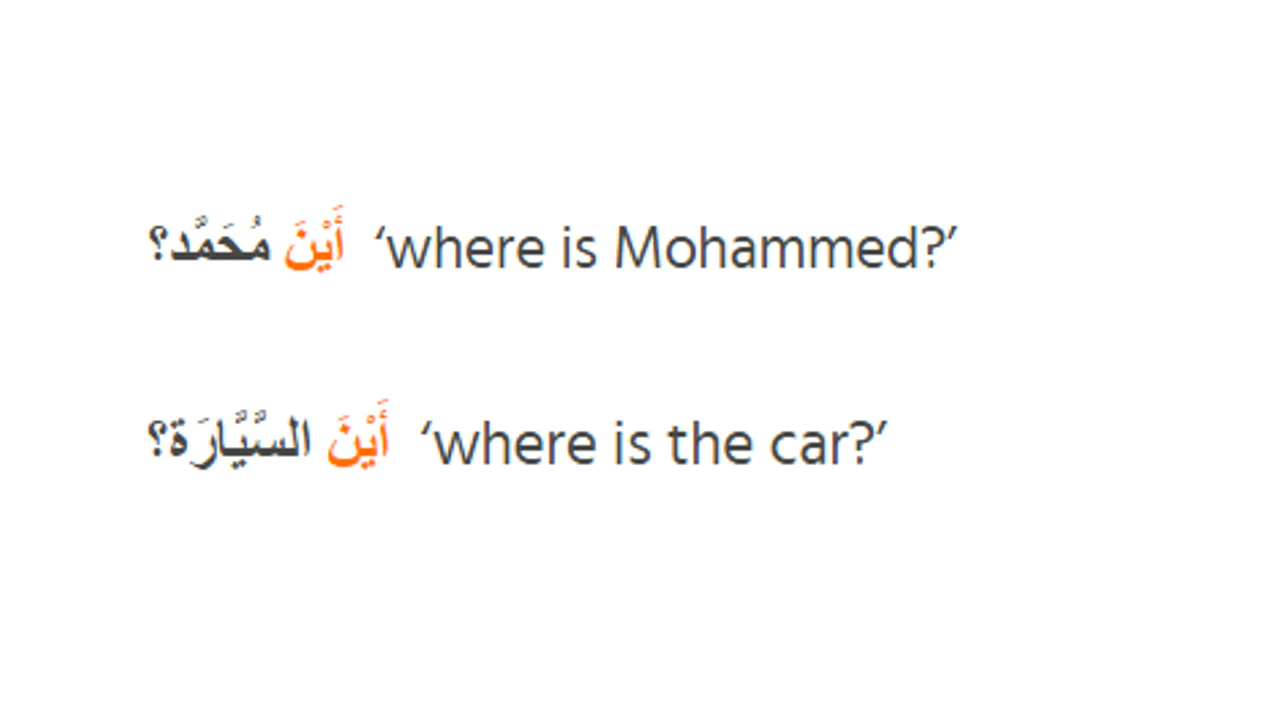 أَيْنَ مُحَمَّد؟ ‘where is Mohammed?’
أَيْنَ السَّيَّارَة؟ ‘where is the car?’